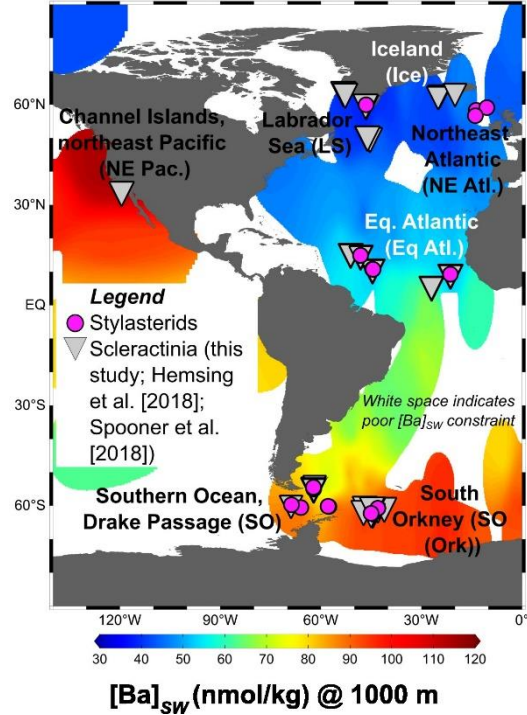 Iceland
(Ice)
60°N
Channel Islands,
northeast Pacific
(NE Pac.)
Labrador
Sea (LS)
Northeast
Atlantic
(NE Atl.)
30°N
Eq. Atlantic
(Eq Atl.)
EQ
Legend
Stylasterids
Scleractinia (this
study; Hemsing
et al. [2018];
Spooner et al.
[2018])
30°S
White space indicates
poor [Ba]SW constraint
60°S
Southern Ocean,
Drake Passage (SO)
South
Orkney (SO
(Ork))
120°W 90°W 60°W 30°W 0°
30 40 50 60 70 80 90 100 110 120
[Ba]SW (nmol/kg) @ 1000 m